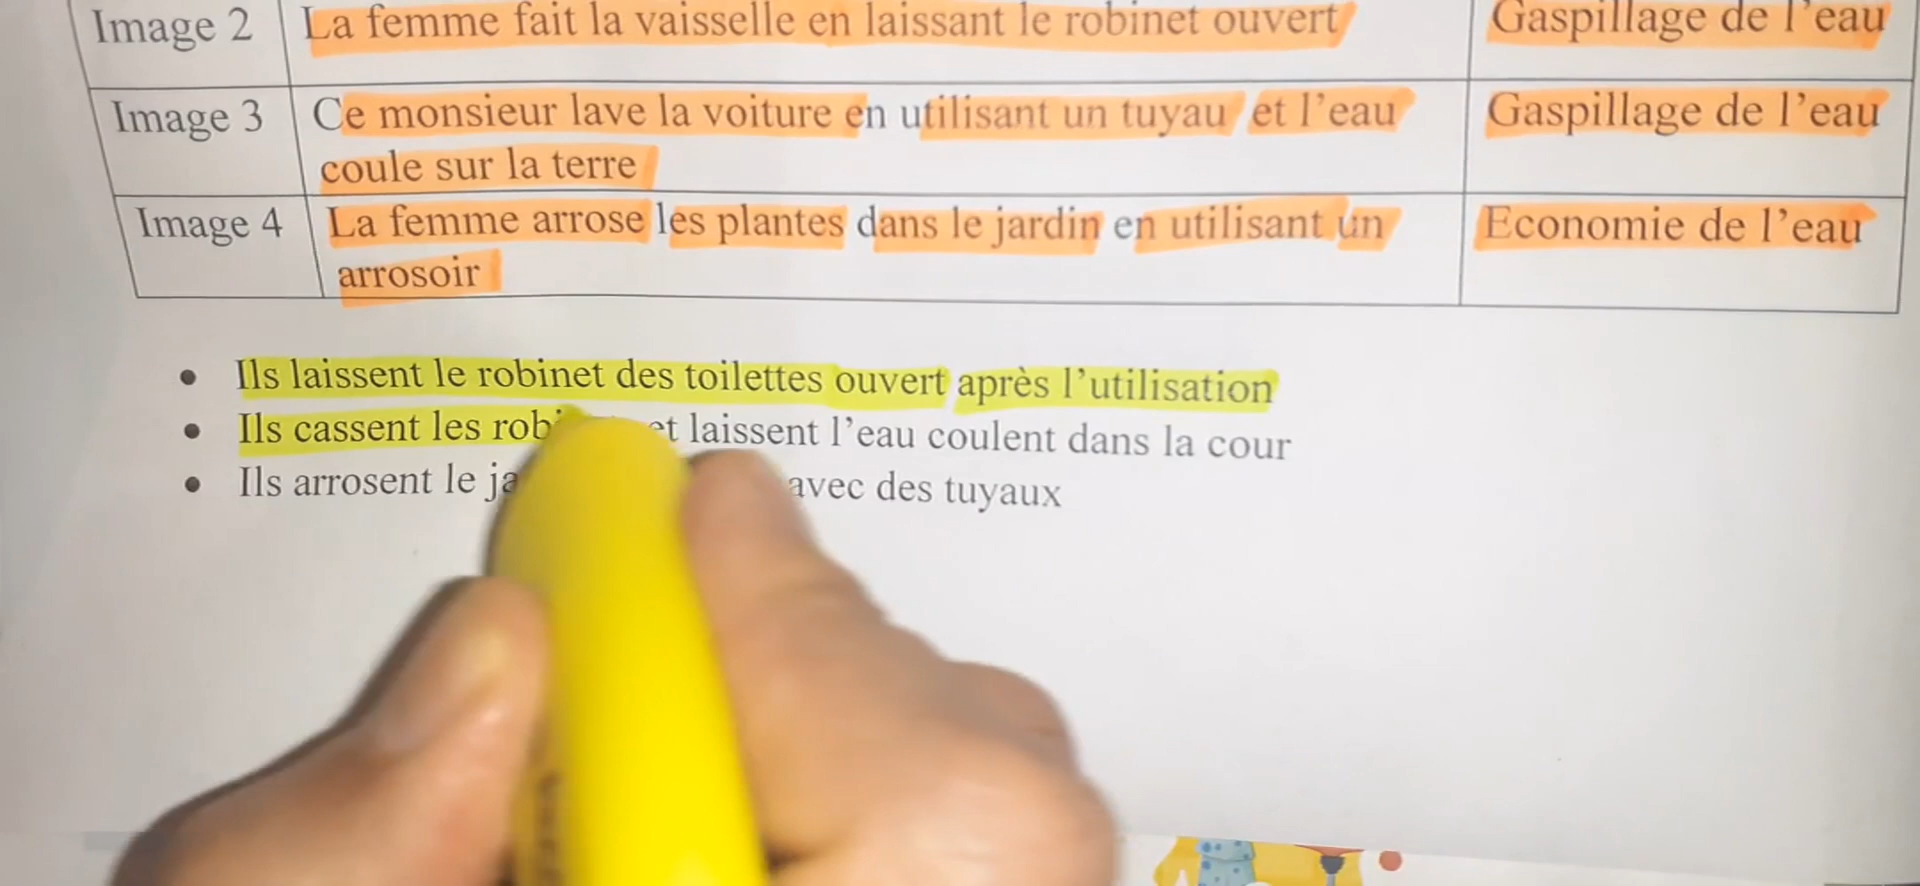 Image 2 La femme fait la vaisselle en laissant le robinet ouvert Gaspillage de l'eau
Image 3 Ce monsieur lave la voiture en utilisant un tuyau et l'eau Gaspillage de l'eau
coule sur la terre
Image 4 La femme arrose les plantes dans le jardin en utilisant un Economie de l'eau
arrosoir
• Ils laissent le robinet des toilettes ouvert après l'utilisation
• Ils cassent les et laissent l'eau coulent dans la cour
• Ils arrosent le avec des tuyaux